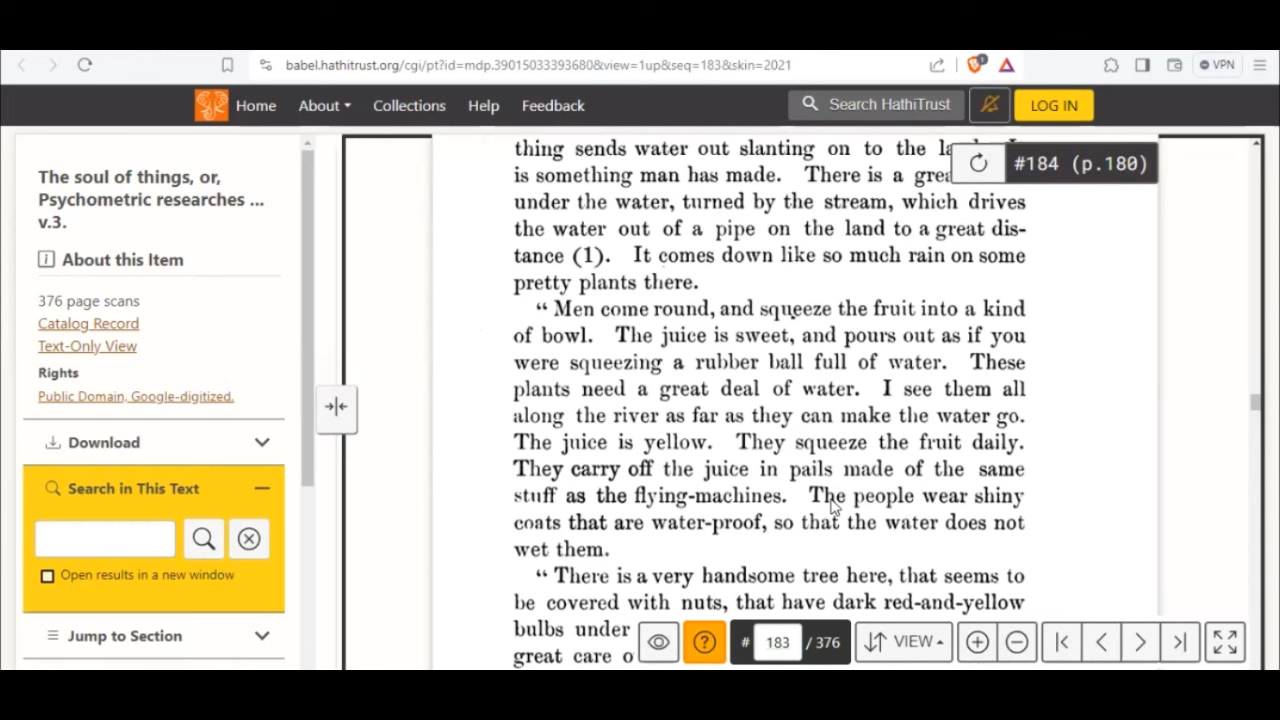 babel.hathitrust.org/cgi/pt?id=mdp.39015033393680&view=1up&seq=183&skin=2021
1
VPN
Home
About
Collections
Help
Feedback
Search HathiTrust
LOG IN
The soul of things, or,
Psychometric researches ...
v.3.
About this Item
376 page scans
Catalog Record
Text-Only View
Rights
Public Domain, Google-digitized.
Download
Search in This Text
Open results in a new window
Jump to Section
#184 (p.180)
thing sends water out slanting on to the
is something man has made. There is a
under the water, turned by the stream, which drives
the water out of a pipe on the land to a great dis-
tance (1). It comes down like so much rain on some
pretty plants there.
“ Men come round, and squeeze the fruit into a kind
of bowl. The juice is sweet, and pours out as if you
were squeezing a rubber ball full of water. These
plants need a great deal of water. I see them all
along the river as far as they can make the water go.
The juice is yellow. They squeeze the fruit daily.
They carry off the juice in pails made of the same
stuff as the flying-machines. The people wear shiny
coats that are water-proof, so that the water does not
wet them.
“ There is a very handsome tree here, that seems to
be covered with nuts, that have dark red-and-yellow
bulbs under
great care
# 183 / 376
VIEW